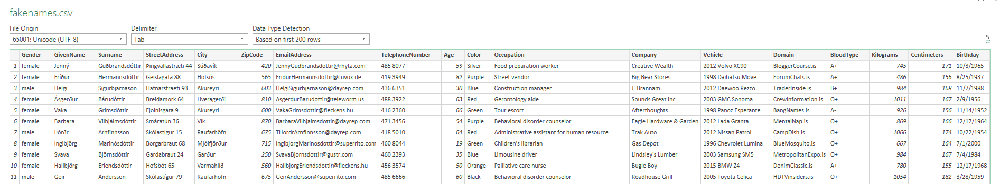 fakenames.csv
File Origin Delimiter Data Type Detection
65001: Unicode (UTF-8) Tab Based on first 200 rows
Gender GivenName Surname StreetAddress City ZipCode EmailAddress TelephoneNumber Age Color Occupation Company Vehicle Domain BloodType Kilograms Centimeters Birthday
1 female Jenný Guðbrandsdóttir Þingvallastræti 44 Súðavík 420 JennyGudbrandsdottir@rhyta.com 485 8077 53 Silver Food preparation worker Creative Wealth 2012 Volvo XC90 BloggerCourse.is A+ 745 171 10/3/1965
2 female Fríður Hermannsdóttir Geislagata 88 Hofsós 565 FridurHermannsdottir@cuvox.de 419 3949 82 Purple Street vendor Big Bear Stores 1998 Daihatsu Move ForumChats.is A+ 486 156 8/25/1937
3 male Helgi Sigurbjarnason Hafnarstraeti 93 Akureyri 603 HelgiSigurbjarnason@dayrep.com 436 6351 30 Blue Construction manager J. Brannam 2012 Daewoo Rezzo TraderInside.is B+ 984 168 11/7/1988
4 female Ásgerður Bárudóttir Breidamork 64 Hveragerði 810 AsgerdurBarudottir@teleworm.us 488 3922 63 Red Gerontology aide Sounds Great Inc 2003 GMC Sonoma CrewInformation.is O+ 1011 167 2/9/1956
5 female Vaka Grímsdóttir Fjolnisgata 9 Akureyri 600 VakaGrimsdottir@fleckens.hu 416 2360 66 Green Tour escort Afterthoughts 1998 Panoz Esperante BangNames.is A- 926 156 11/14/1952
6 female Barbara Vilhjálmsdóttir Smáratún 36 Vík 870 BarbaraVilhjalmsdottir@dayrep.com 471 3456 54 Purple Behavioral disorder counselor Eagle Hardware & Garden 2012 Lada Granta MentalNap.is O+ 869 166 12/17/1964
7 male Þórðr Arnfinnsson Skólastígur 15 Raufarhöfn 675 THordrArnfinnsson@dayrep.com 418 5010 64 Red Administrative assistant for human resource Trak Auto 2012 Nissan Patrol CampDish.is O+ 1066 174 10/22/1954
8 female Ingibjörg Marinósdóttir Borgarbraut 68 Mjóifjörður 715 IngibjorgMarinosdottir@superrito.com 460 8044 19 Green Children's librarian Gas Depot 1996 Chevrolet Lumina BlueMosquito.is O+ 667 164 7/1/2000
9 female Svava Björnsdóttir Gardabraut 24 Garður 250 SvavaBjornsdottir@gustr.com 460 2393 35 Blue Limousine driver Lindsley's Lumber 2003 Samsung SM5 MetropolitanExpo.is O+ 984 167 7/4/1984
10 female Hallbjörg Erlendsdóttir Hofsbót 65 Varmahlíð 560 HallbjorgErlendsdottir@fleckens.hu 456 3574 50 Orange Palliative care nurse Bugle Boy 2015 BMW Z4 DenimClassic.is A+ 780 155 12/17/1968
11 male Geir Andersson Skólastígur 79 Raufarhöfn 675 GeirAndersson@superrito.com 485 6666 60 Black Behavioral disorder counselor Roadhouse Grill 2005 Toyota Celica HDTVinsiders.is O+ 1054 182 3/28/1959